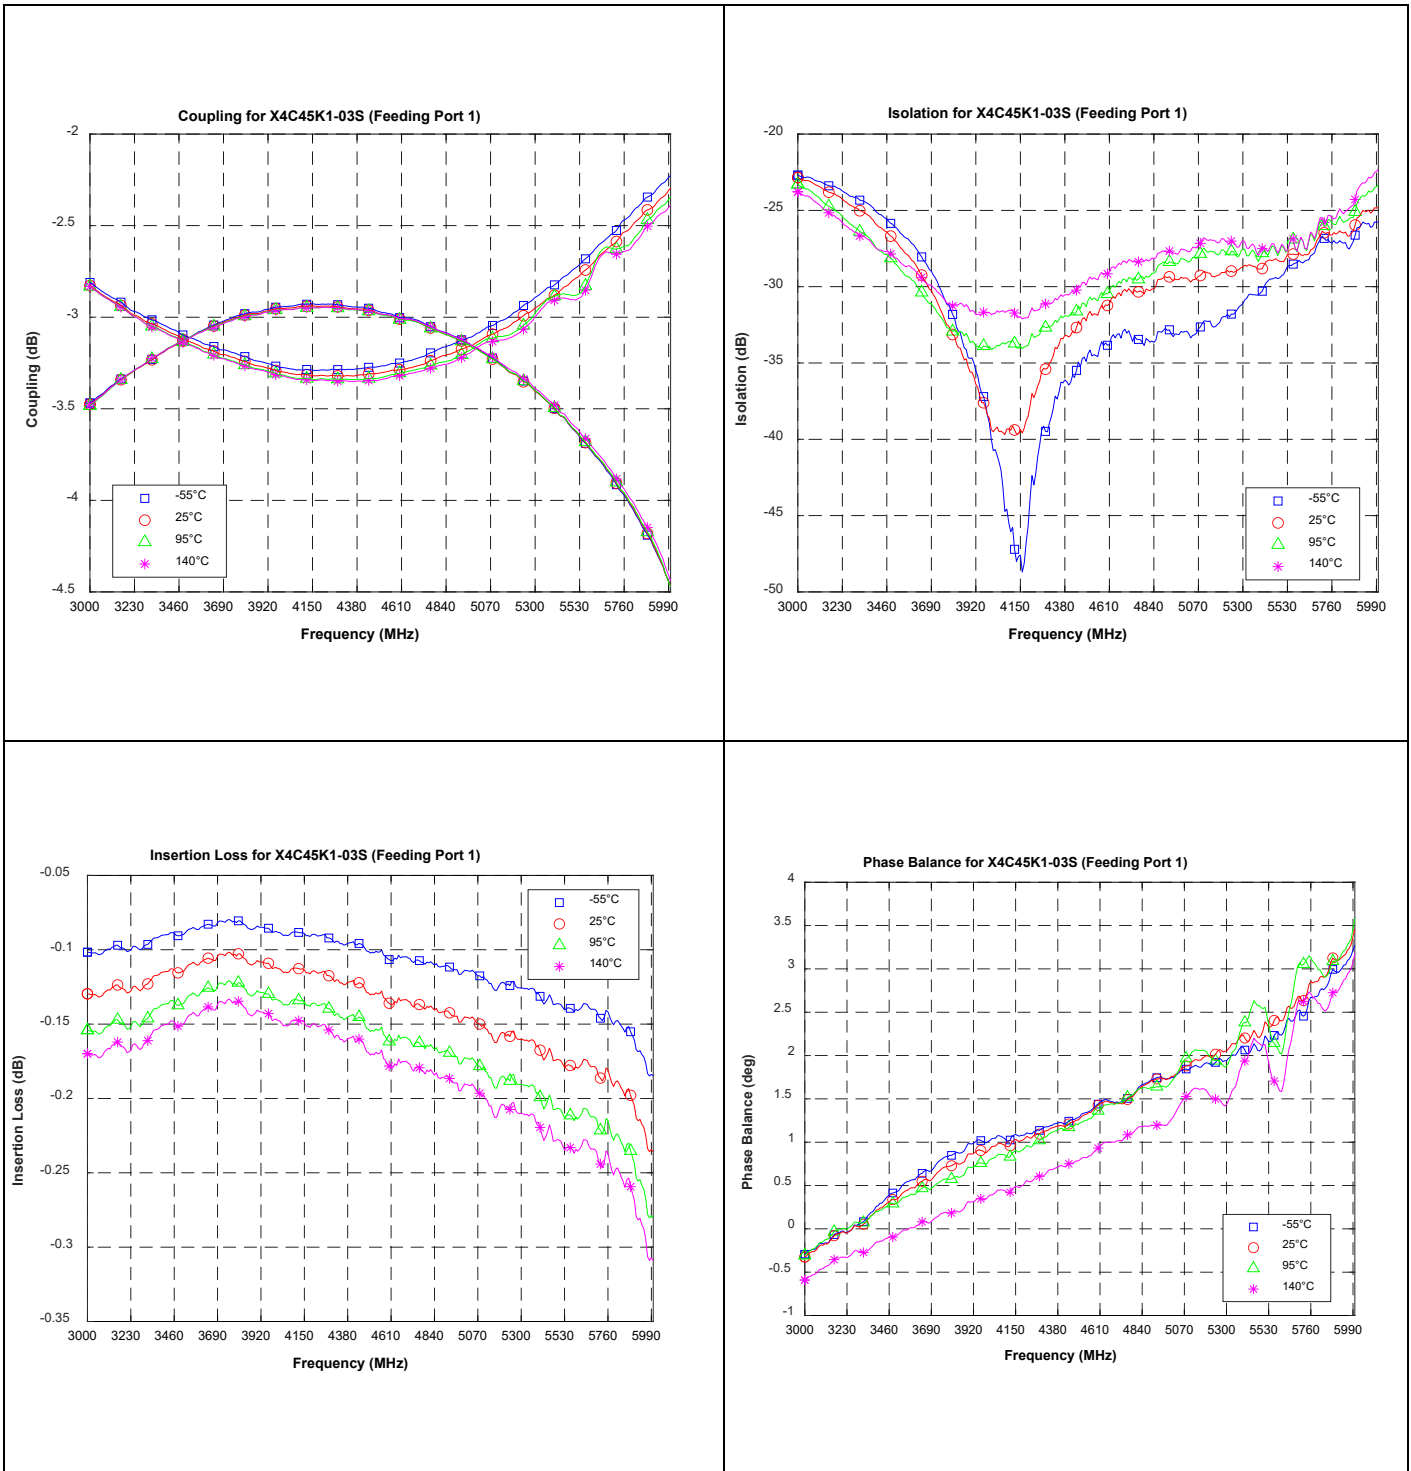 Coupling for X4C45K1-03S (Feeding Port 1)
-2
-2.5
-3
-3.5
-4
-4.5
Coupling (dB)
-55°C
25°C
95°C
140°C
3000 3230 3460 3690 3920 4150 4380 4610 4840 5070 5300 5530 5760 5990
Frequency (MHz)
Isolation for X4C45K1-03S (Feeding Port 1)
-20
-25
-30
-35
-40
-45
-50
Isolation (dB)
-55°C
25°C
95°C
140°C
3000 3230 3460 3690 3920 4150 4380 4610 4840 5070 5300 5530 5760 5990
Frequency (MHz)
Insertion Loss for X4C45K1-03S (Feeding Port 1)
-0.05
-0.1
-0.15
-0.2
-0.25
-0.3
-0.35
Insertion Loss (dB)
-55°C
25°C
95°C
140°C
3000 3230 3460 3690 3920 4150 4380 4610 4840 5070 5300 5530 5760 5990
Frequency (MHz)
Phase Balance for X4C45K1-03S (Feeding Port 1)
4
3.5
3
2.5
2
1.5
1
0.5
0
-0.5
-1
Phase Balance (deg)
-55°C
25°C
95°C
140°C
3000 3230 3460 3690 3920 4150 4380 4610 4840 5070 5300 5530 5760 5990
Frequency (MHz)